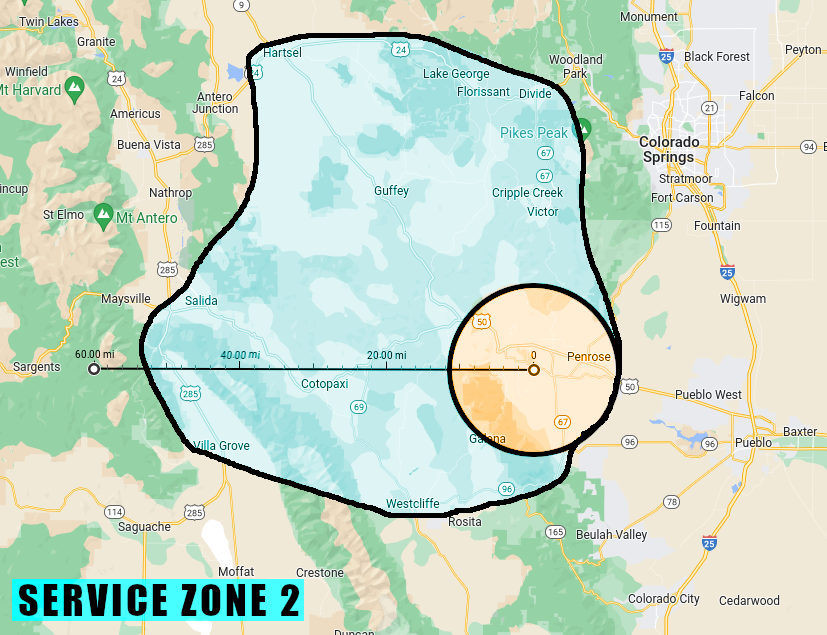 Twin Lakes
9
Monument
Granite
Hartsel
24
25
Black Forest
Peyton
Winfield
24
24
Woodland
Park
Lake George
Mt Harvard
Antero
Junction
Florissant
Divide
Falcon
Americus
21
Pikes Peak
Colorado
Springs
Buena Vista
285
67
94
67
Stratmoor
Nathrop
Guffey
Cripple Creek
Fort Carson
St Elmo
Mt Antero
Victor
115
Fountain
285
25
Maysville
Salida
Wigwam
50
60.00 mi
40.00 mi
20.00 mi
0
Penrose
Sargents
Cotopaxi
50
285
69
Pueblo West
67
Baxter
Villa Grove
96
96
Pueblo
96
Westcliffe
78
114
285
Rosita
Saguache
165
Beulah Valley
25
Moffat
Crestone
SERVICE ZONE 2
Colorado City
Cedarwood